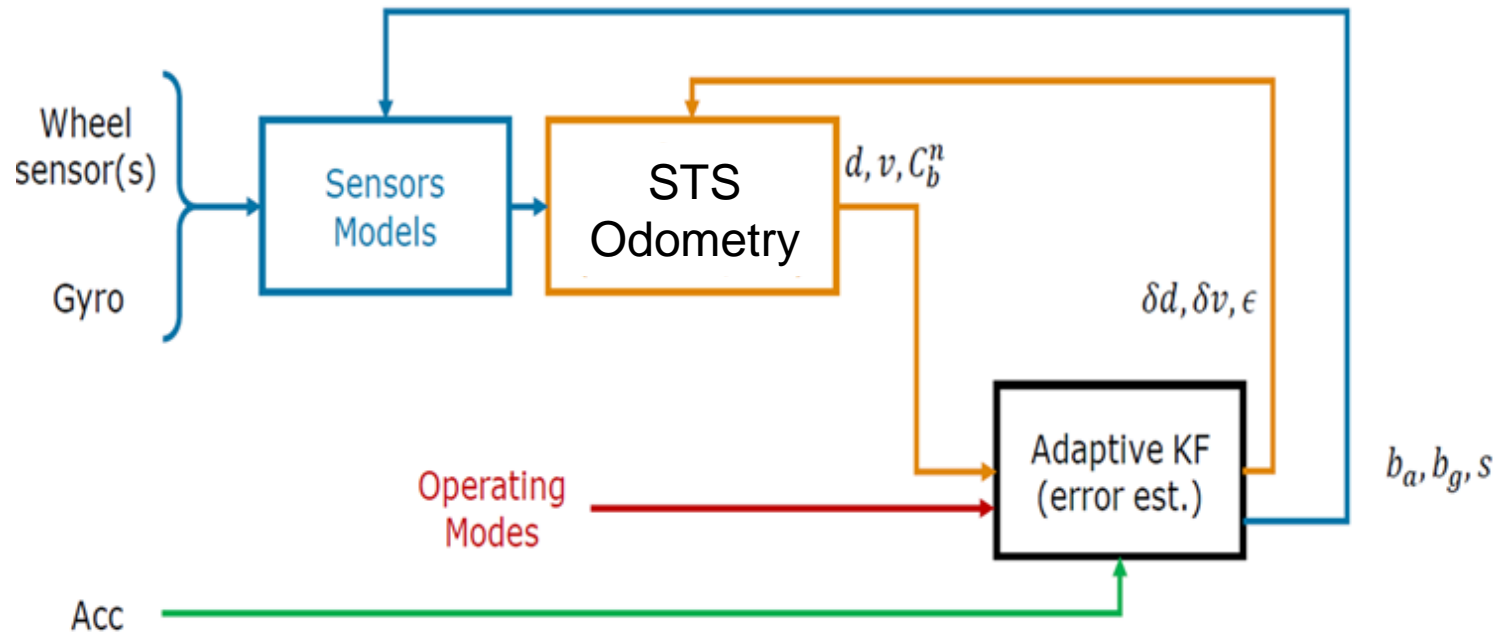 Wheel
sensor(s)
Gyro
Sensors
Models
STS
Odometry
d, v, C_b^n
δd, δv, ϵ
Adaptive KF
(error est.)
b_a, b_g, s
Operating
Modes
Acc